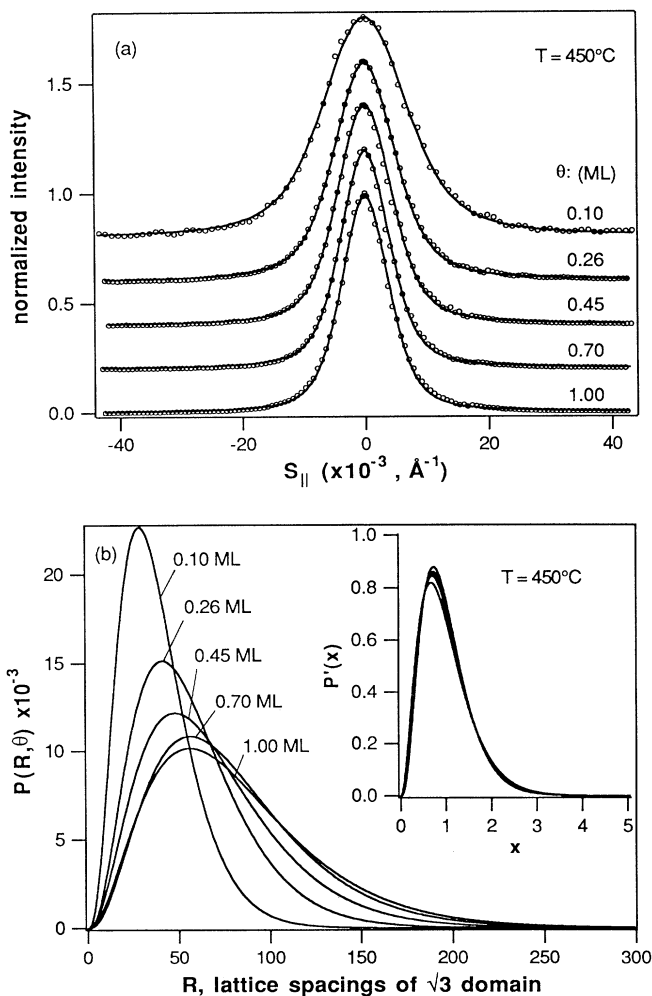 (a)
T = 450°C
normalized intensity
1.5
1.0
0.5
0.0
θ: (ML)
0.10
0.26
0.45
0.70
1.00
-40
-20
0
20
40
S|| (x10⁻³ , Å⁻¹)
(b)
P(R,θ) x10⁻³
20
15
10
5
0
0.10 ML
0.26 ML
0.45 ML
0.70 ML
1.00 ML
T = 450°C
P'(x)
1.0
0.8
0.6
0.4
0.2
0.0
0
1
2
3
4
5
x
0
50
100
150
200
250
300
R, lattice spacings of √3 domain